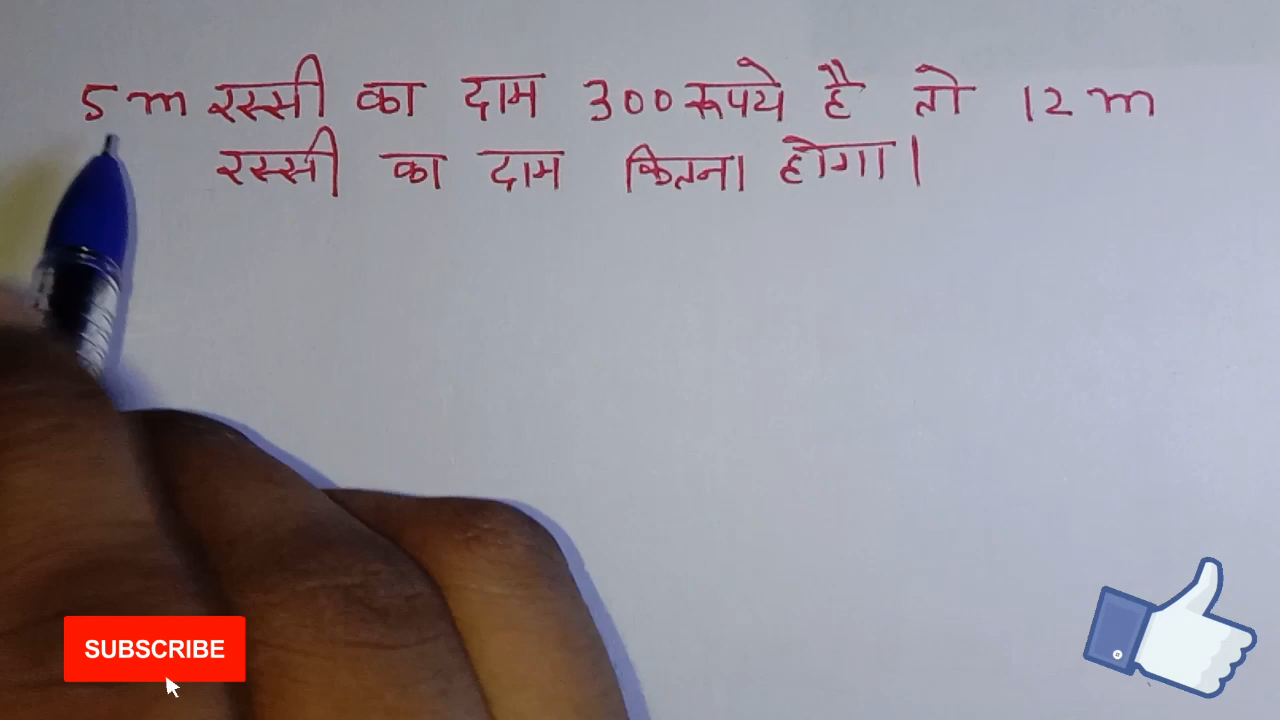 5 m रस्सी का दाम 300 रूपये है तो 12 m
रस्सी का दाम कितना होगा।
SUBSCRIBE